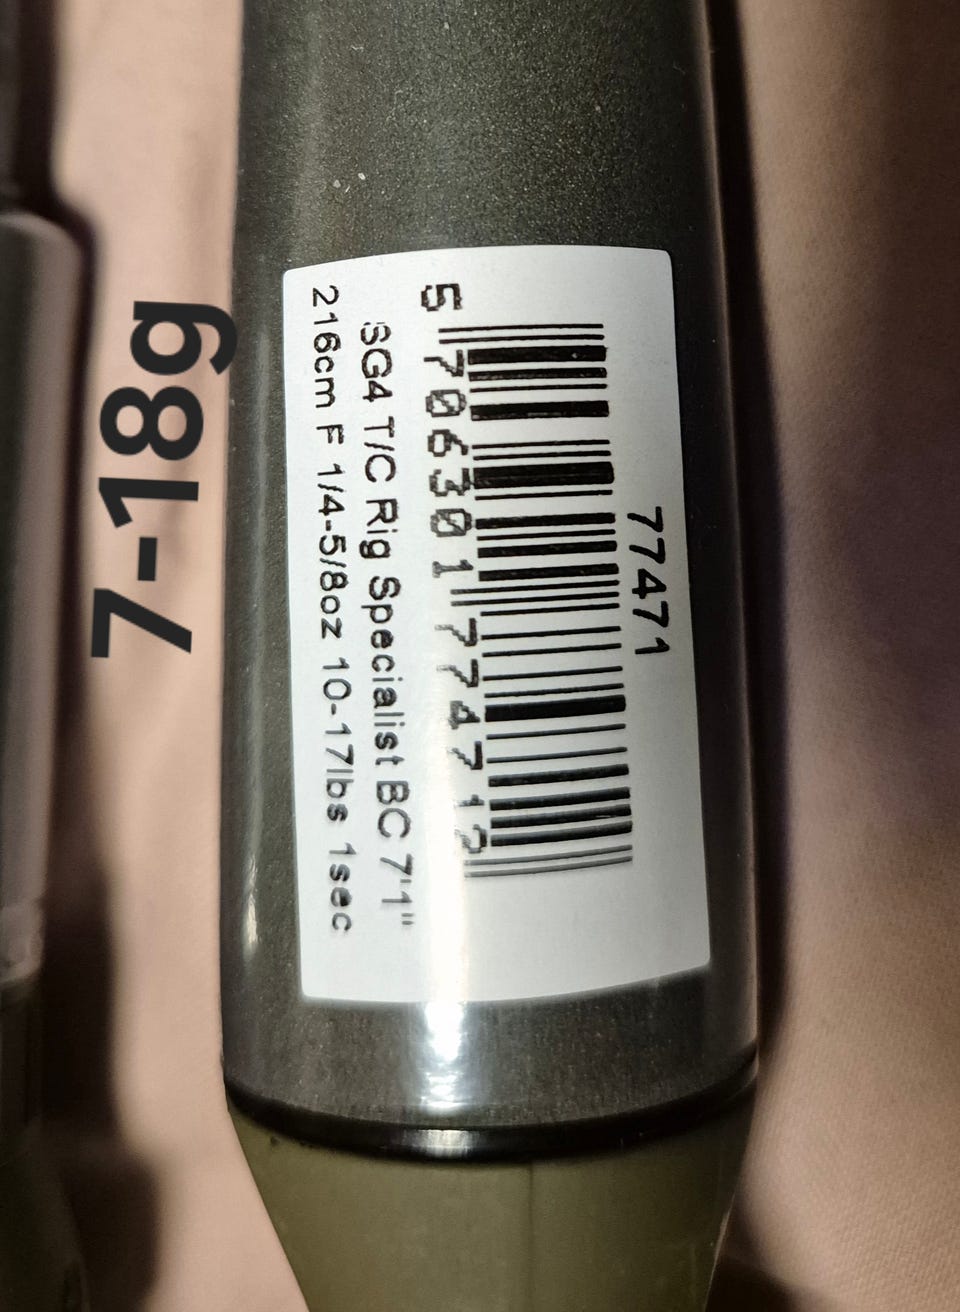 77471
5 706301 774712
SG4 T/C Rig Specialist BC 7'1"
216cm F 1/4-5/8oz 10-17lbs 1sec
7-18g